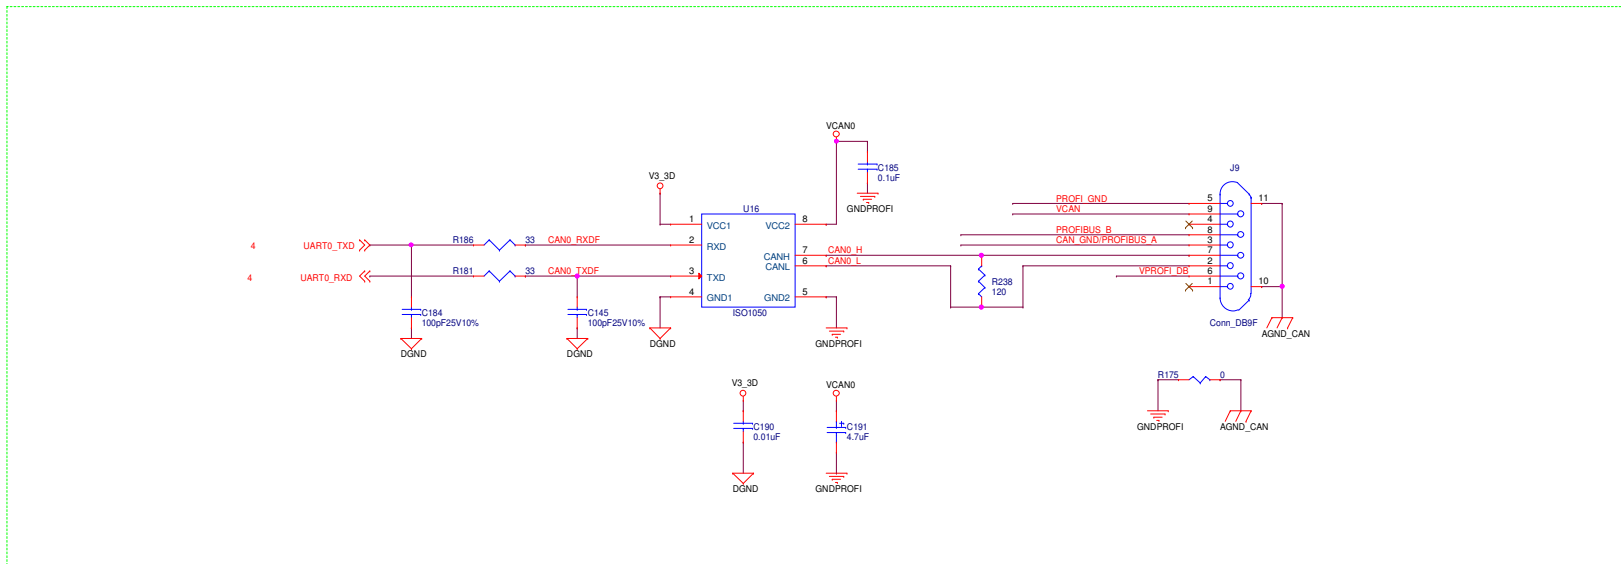 VCAN0
C185
0.1uF
GNDPROFI
V3_3D
J9
U16
1 VCC1 VCC2 8
4 UART0_TXD R186 33 CAN0_RXDF 2 RXD
CANH 7 CAN0_H
CANL 6 CAN0_L
4 UART0_RXD R181 33 CAN0_TXDF 3 TXD
4 GND1 GND2 5
ISO1050
C184
100pF25V10%
DGND
C145
100pF25V10%
DGND
DGND
GNDPROFI
R238
120
PROFI_GND 5 11
VCAN 9
4
PROFIBUS_B 8
CAN_GND/PROFIBUS_A 3
7
2
VPROFI_DB 6
1 10
Conn_DB9F
AGND_CAN
R175 0
GNDPROFI AGND_CAN
V3_3D
C190
0.01uF
DGND
VCAN0
+
C191
4.7uF
GNDPROFI